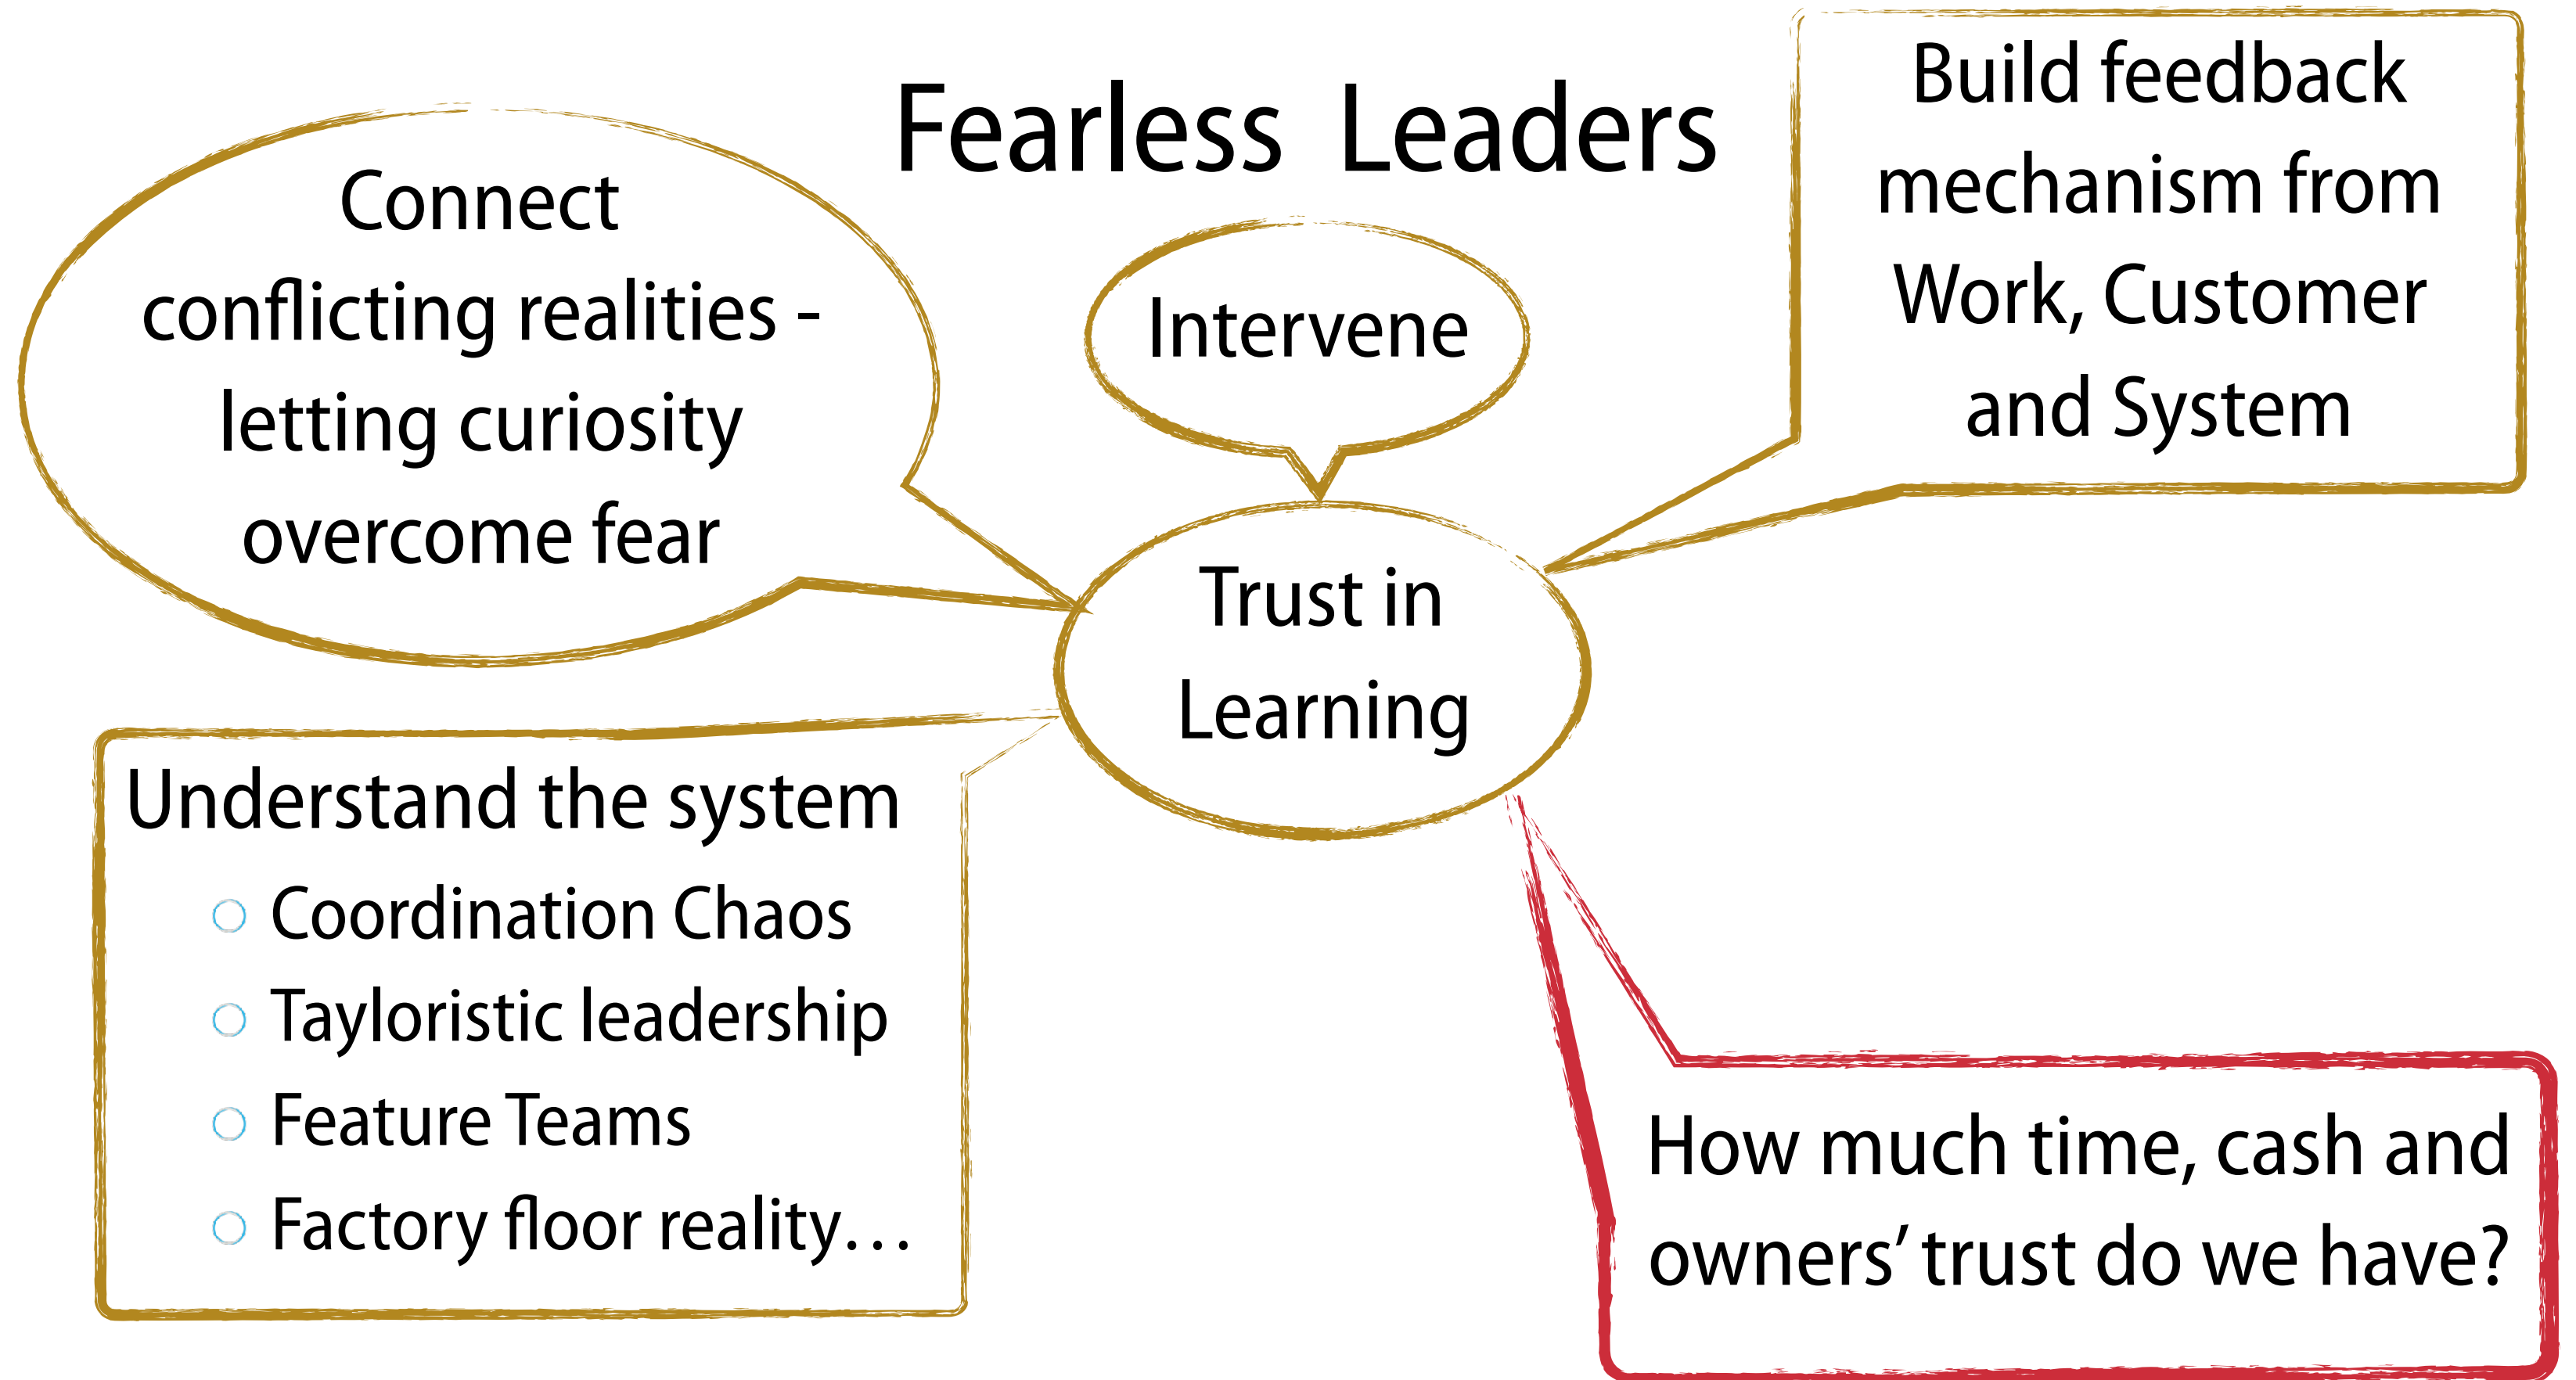 Fearless Leaders
Connect
conflicting realities -
letting curiosity
overcome fear
Intervene
Build feedback
mechanism from
Work, Customer
and System
Trust in
Learning
Understand the system
Coordination Chaos
Tayloristic leadership
Feature Teams
Factory floor reality…
How much time, cash and
owners’ trust do we have?